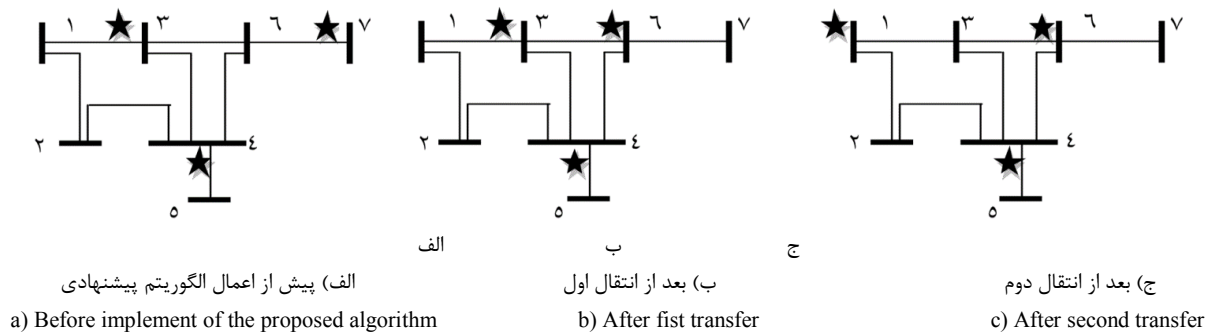 ١ ٣ ٦ ٧
٢ ٤
٥
١ ٣ ٦ ٧
٢ ٤
٥
١ ٣ ٦ ٧
٢ ٤
٥
الف ب ج
الف) پیش از اعمال الگوریتم پیشنهادی
ب) بعد از انتقال اول
ج) بعد از انتقال دوم
a) Before implement of the proposed algorithm
b) After fist transfer
c) After second transfer